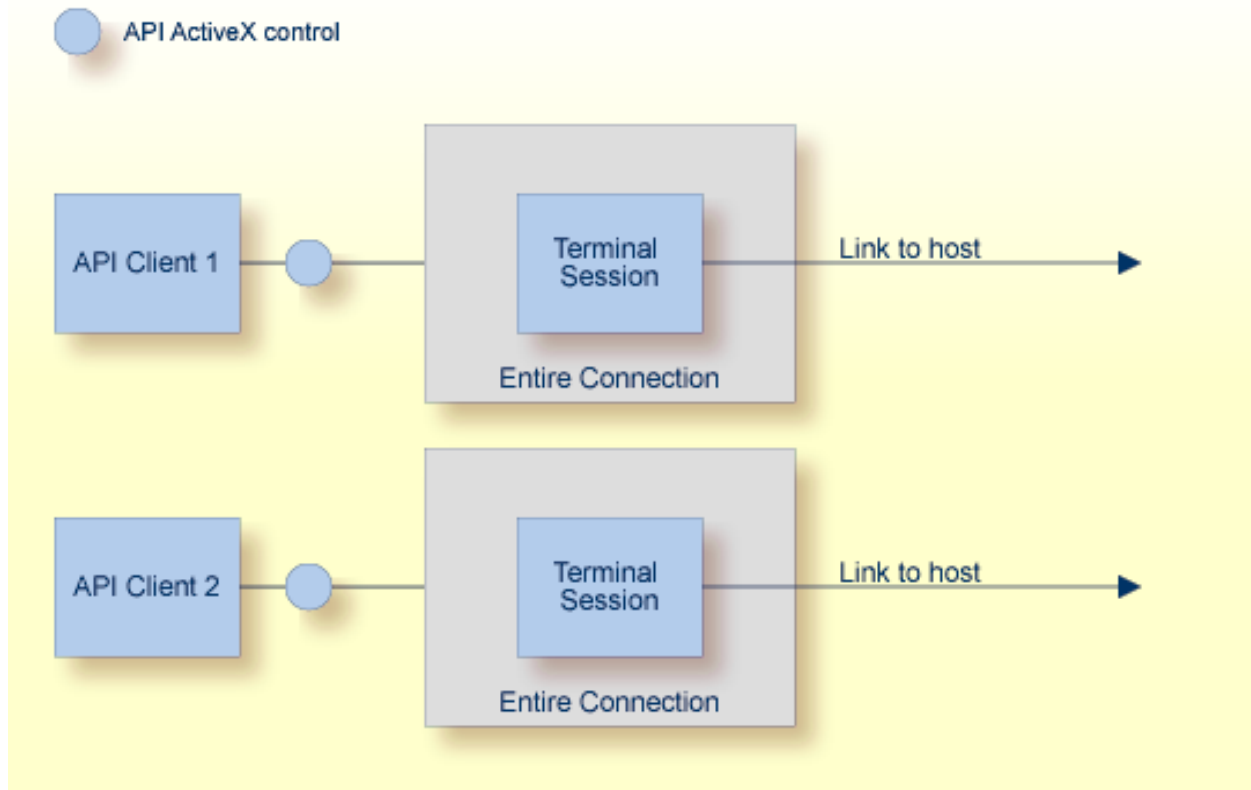 API ActiveX control
API Client 1
Terminal
Session
Link to host
Entire Connection
API Client 2
Terminal
Session
Link to host
Entire Connection